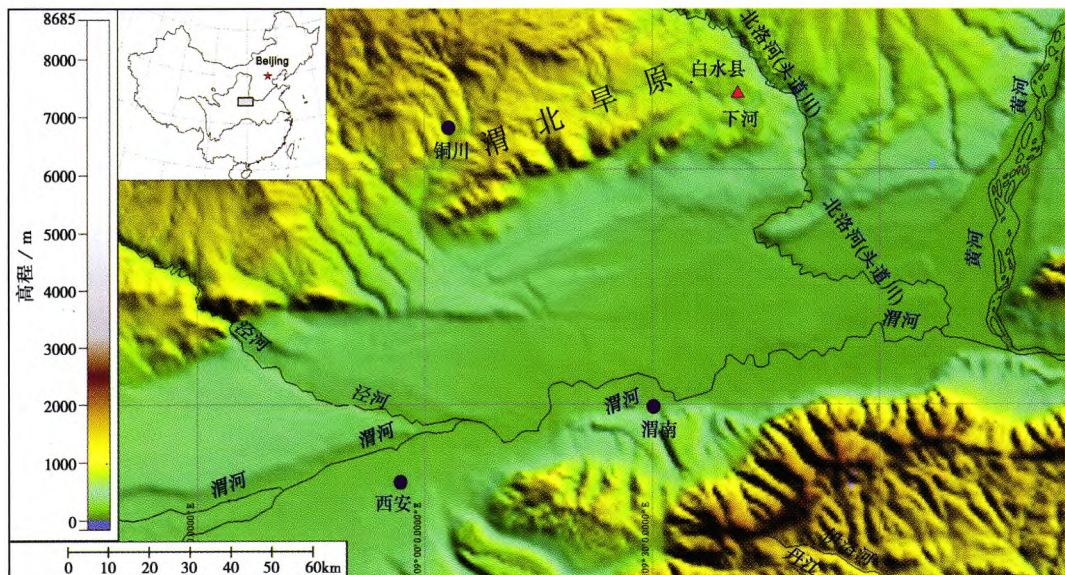 8685
8000
7000
6000
5000
4000
3000
2000
1000
0
高程 / m
Beijing
北洛河(头道川)
白水县
下河
渭北旱原
铜川
黄河
北洛河(头道川)
黄河
渭河
泾河
泾河
渭河
渭南
渭河
渭河
西安
丹江
0 10 20 30 40 50 60km